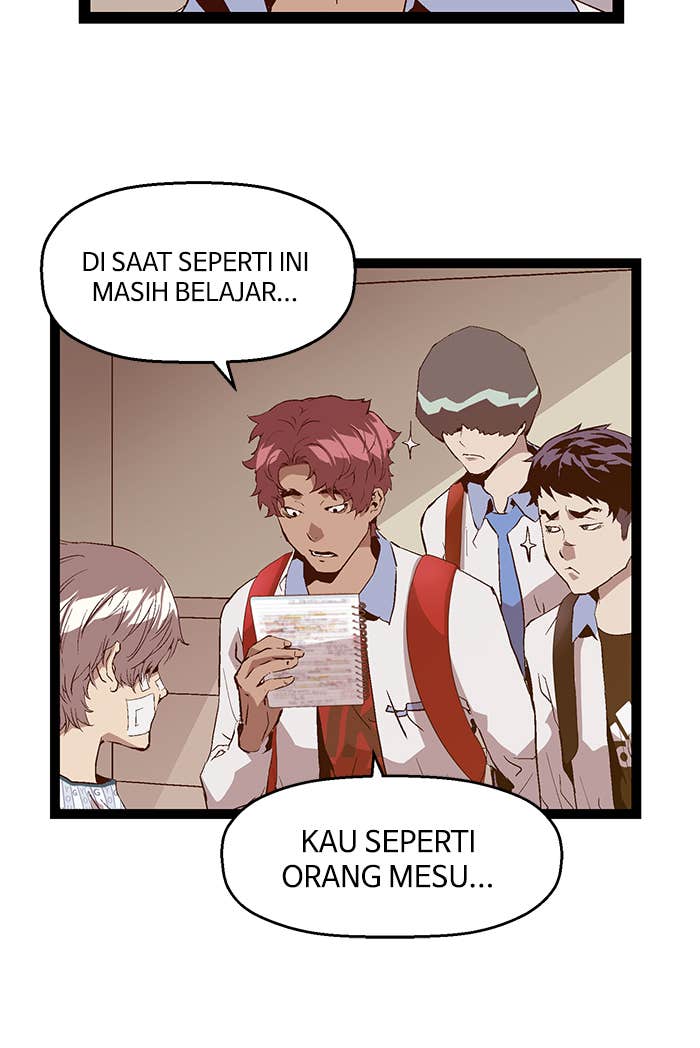 DI SAAT SEPERTI INI
MASIH BELAJAR...
KAU SEPERTI
ORANG MESU...